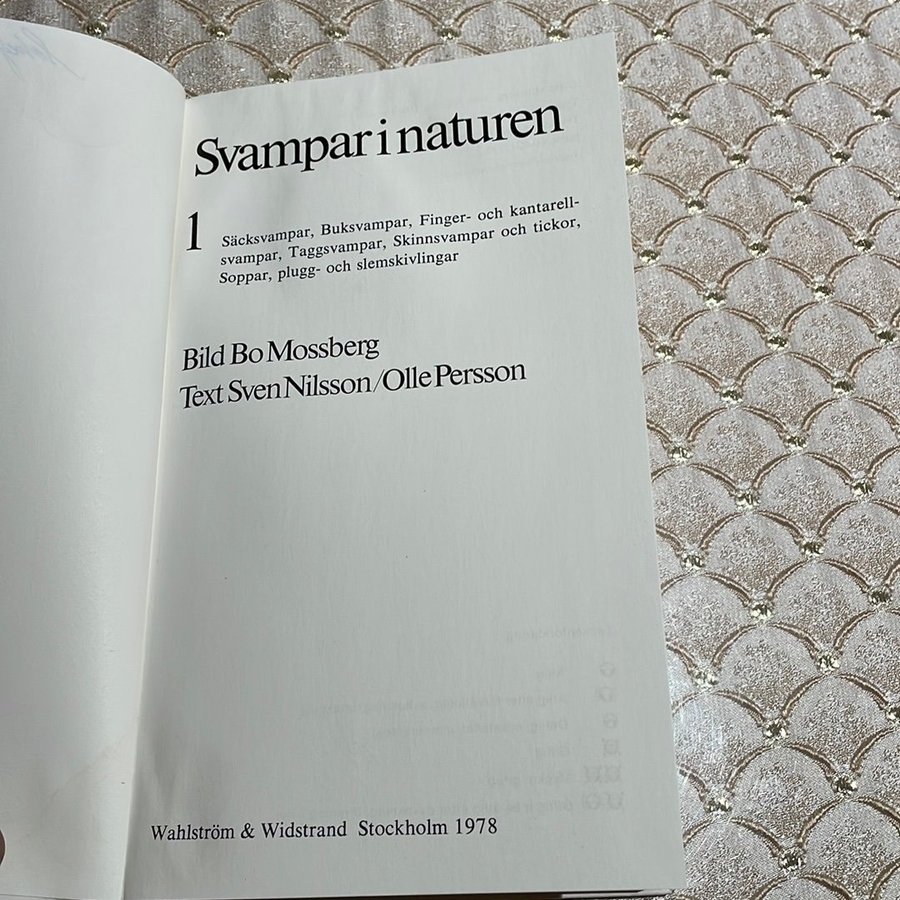 Svampar i naturen
1 Säcksvampar, Buksvampar, Finger- och kantarell-
svampar, Taggsvampar, Skinnsvampar och tickor,
Soppar, plugg- och slemskivlingar
Bild Bo Mossberg
Text Sven Nilsson/Olle Persson
Wahlström & Widstrand Stockholm 1978